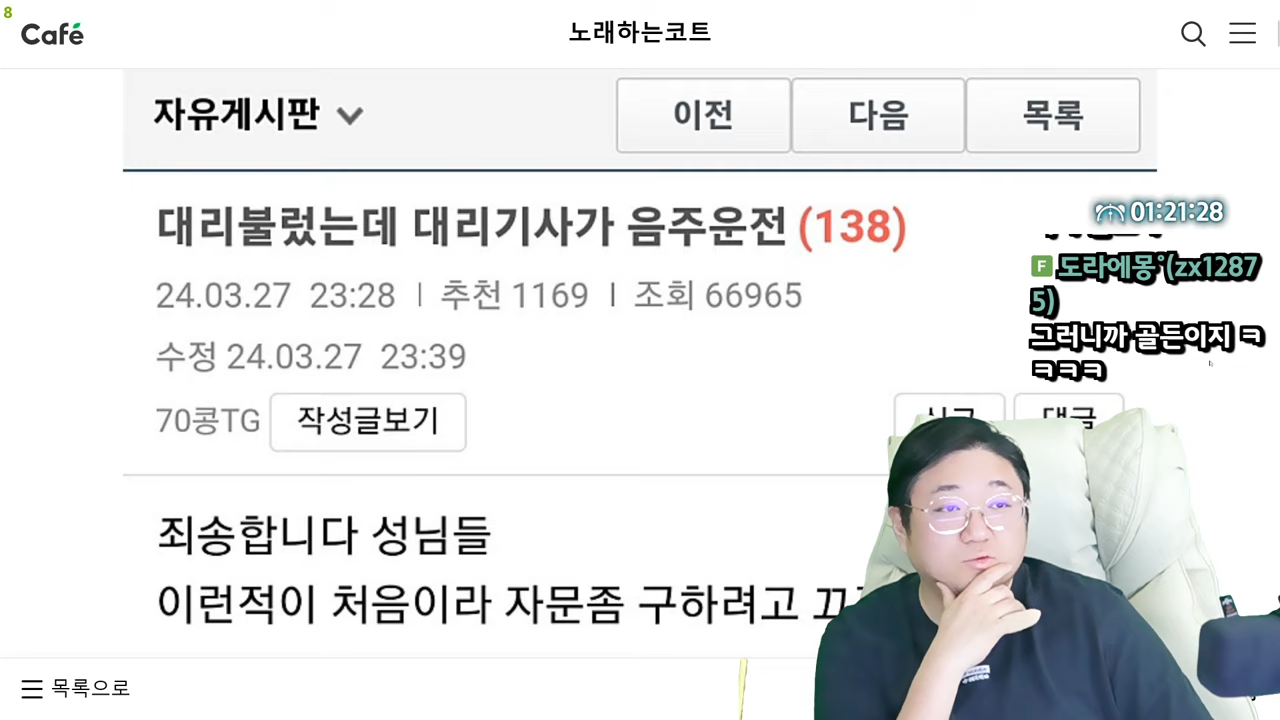 8
Café
노래하는코트
자유게시판
이전
다음
목록
대리불렀는데 대리기사가 음주운전 (138)
24.03.27 23:28 | 추천 1169 | 조회 66965
수정 24.03.27 23:39
70콩TG
작성글보기
신고
댓글
01:21:28
F 도라에몽˚(zx1287
5)
그러니까 골든이지 ㅋ
ㅋㅋㅋ
죄송합니다 성님들
이런적이 처음이라 자문좀 구하려고
목록으로